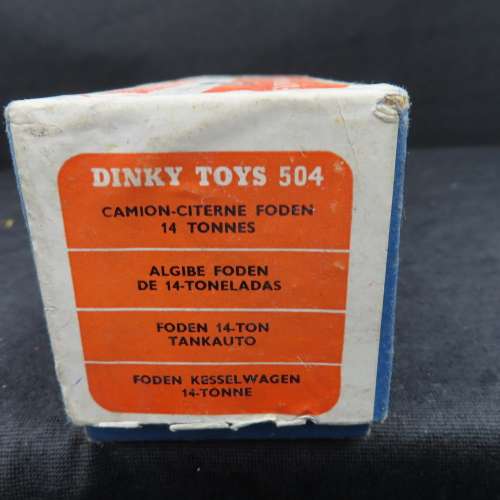 DINKY TOYS 504
CAMION-CITERNE FODEN
14 TONNES
ALGIBE FODEN
DE 14-TONELADAS
FODEN 14-TON
TANKAUTO
FODEN KESSELWAGEN
14-TONNE